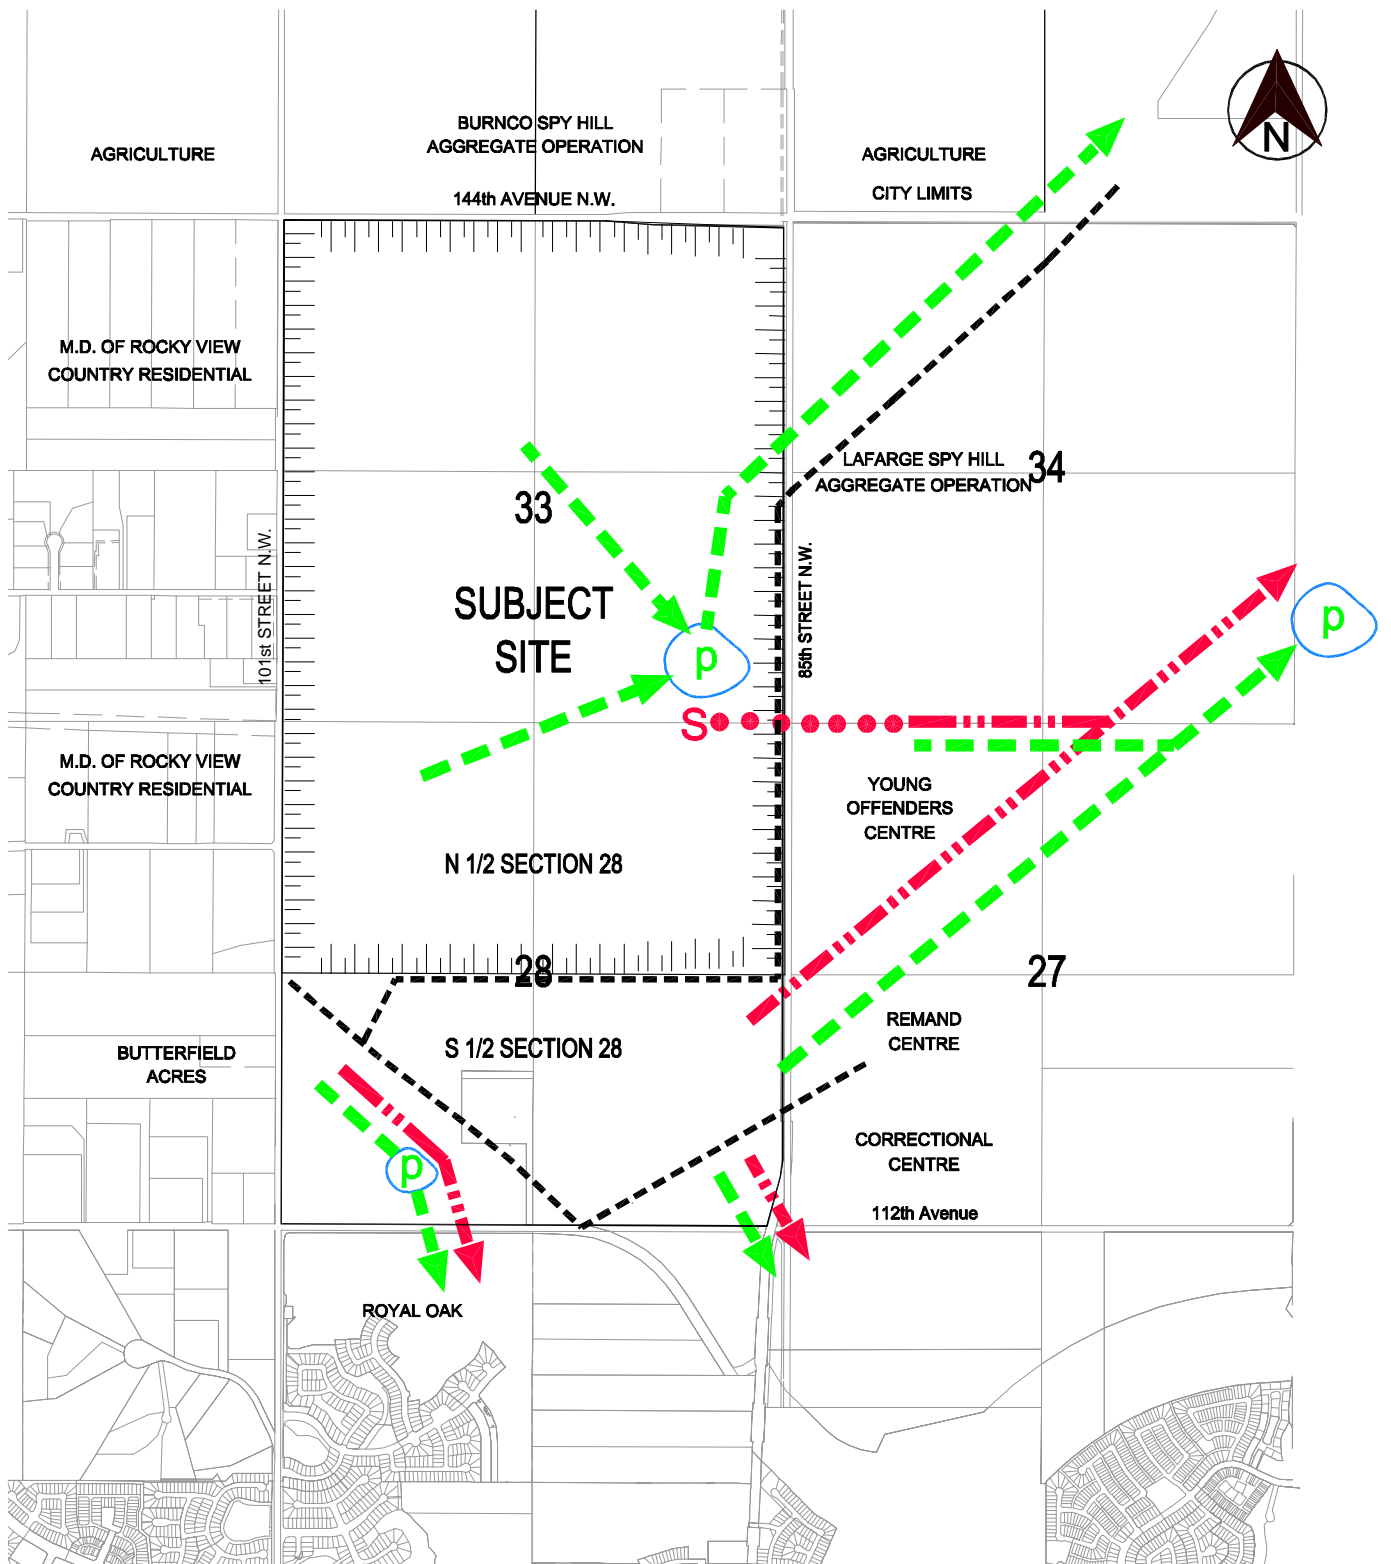 BURNCO SPY HILL
AGGREGATE OPERATION
AGRICULTURE
AGRICULTURE
N
144th AVENUE N.W.
CITY LIMITS
M.D. OF ROCKY VIEW
COUNTRY RESIDENTIAL
LAFARGE SPY HILL
AGGREGATE OPERATION
34
33
101st STREET N.W.
SUBJECT
SITE
85th STREET N.W.
p
p
S
M.D. OF ROCKY VIEW
COUNTRY RESIDENTIAL
YOUNG
OFFENDERS
CENTRE
N 1/2 SECTION 28
28
27
REMAND
CENTRE
S 1/2 SECTION 28
BUTTERFIELD
ACRES
CORRECTIONAL
CENTRE
p
112th Avenue
ROYAL OAK